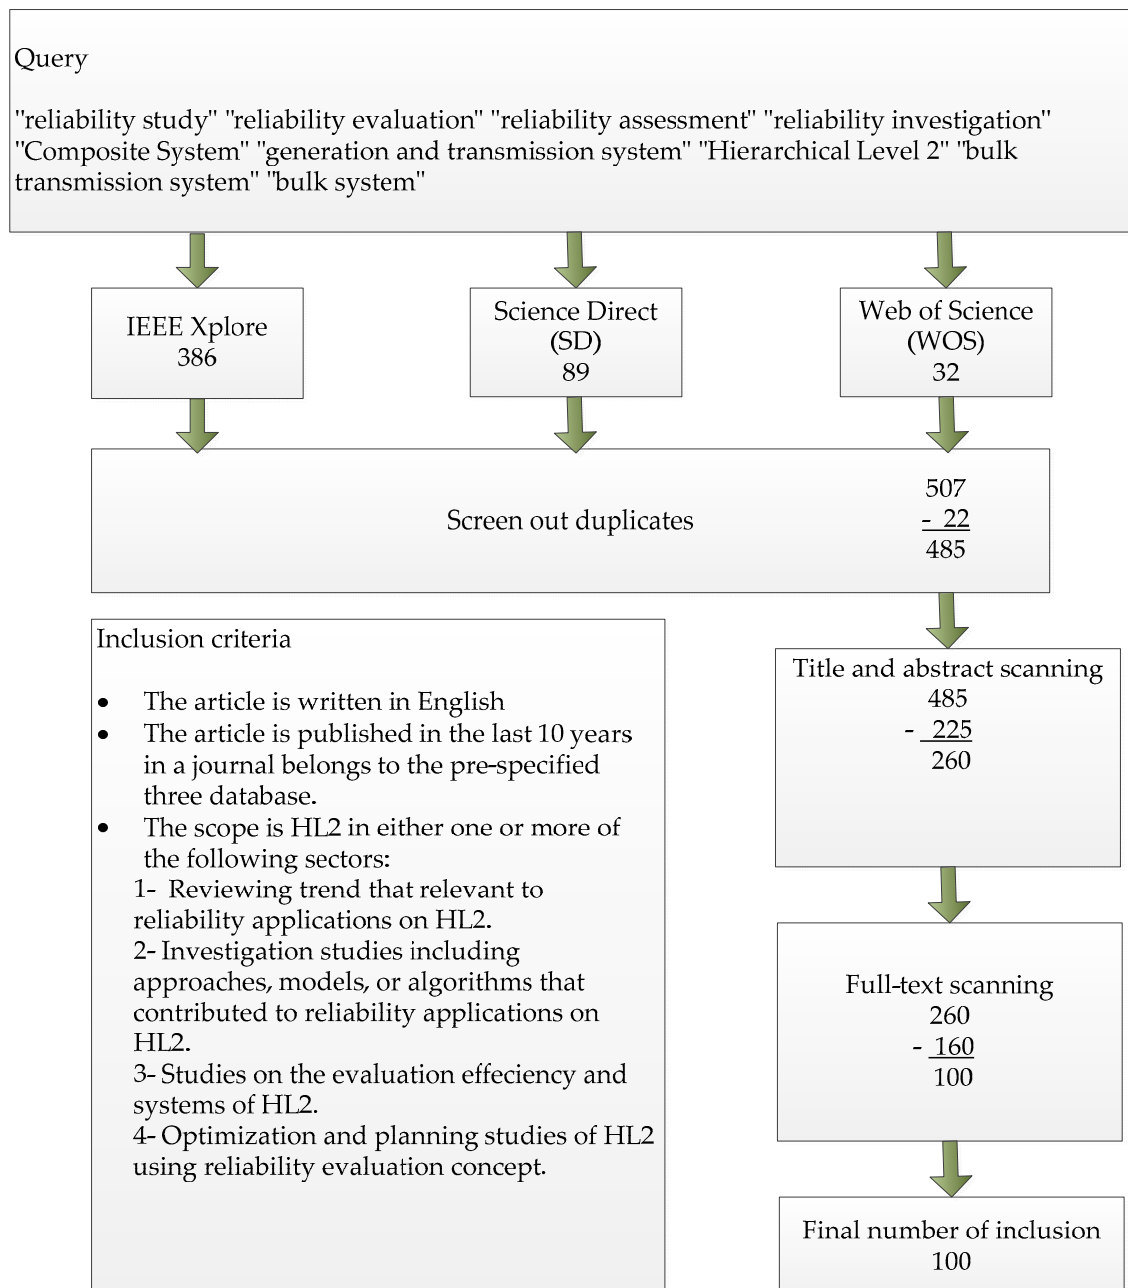 Query
"reliability study" "reliability evaluation" "reliability assessment" "reliability investigation"
"Composite System" "generation and transmission system" "Hierarchical Level 2" "bulk
transmission system" "bulk system"
IEEE Xplore
386
Science Direct
(SD)
89
Web of Science
(WOS)
32
Screen out duplicates
507
- 22
485
Inclusion criteria
• The article is written in English
• The article is published in the last 10 years
in a journal belongs to the pre-specified
three database.
• The scope is HL2 in either one or more of
the following sectors:
1- Reviewing trend that relevant to
reliability applications on HL2.
2- Investigation studies including
approaches, models, or algorithms that
contributed to reliability applications on
HL2.
3- Studies on the evaluation effeciency and
systems of HL2.
4- Optimization and planning studies of HL2
using reliability evaluation concept.
Title and abstract scanning
485
- 225
260
Full-text scanning
260
- 160
100
Final number of inclusion
100